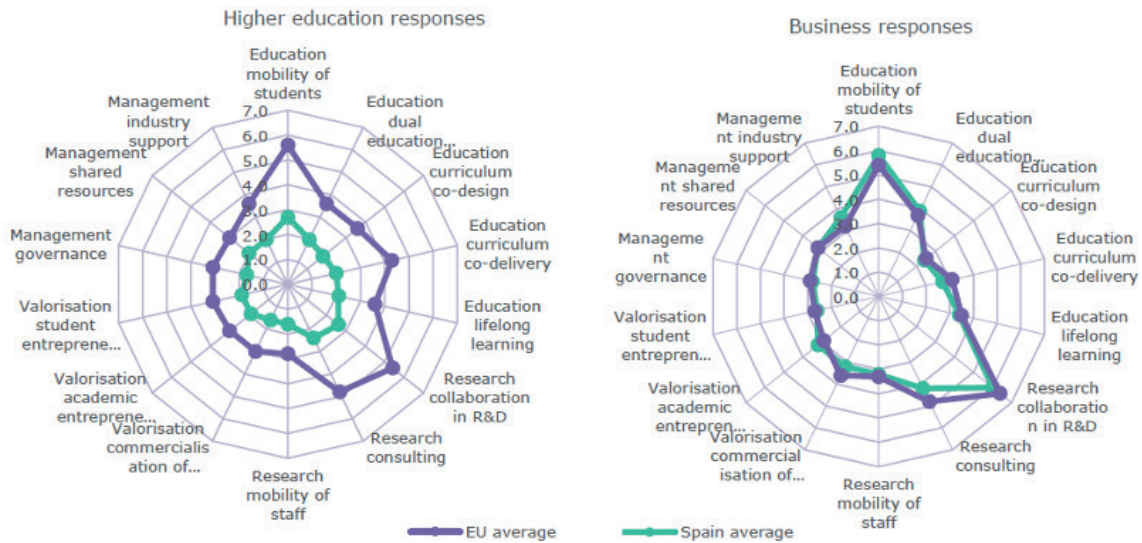 Higher education responses
Education
mobility of
students
Education
dual
education...
Education
curriculum
co-design
Education
curriculum
co-delivery
Education
lifelong
learning
Research
collaboration
in R&D
Research
consulting
Research
mobility of
staff
Valorisation
commercialis
ation of...
Valorisation
academic
entreprene...
Valorisation
student
entreprene...
Management
governance
Management
shared
resources
Management
industry
support
7.0
6.0
5.0
4.0
3.0
2.0
1.0
0.0
Business responses
Education
mobility of
students
Education
dual
education...
Education
curriculum
co-design
Education
curriculum
co-delivery
Education
lifelong
learning
Research
collaboratio
n in R&D
Research
consulting
Research
mobility of
staff
Valorisation
commercial
isation of...
Valorisation
academic
entrepren...
Valorisation
student
entrepren...
Manageme
nt
governance
Manageme
nt shared
resources
Manageme
nt industry
support
7.0
6.0
5.0
4.0
3.0
2.0
1.0
0.0
EU average
Spain average